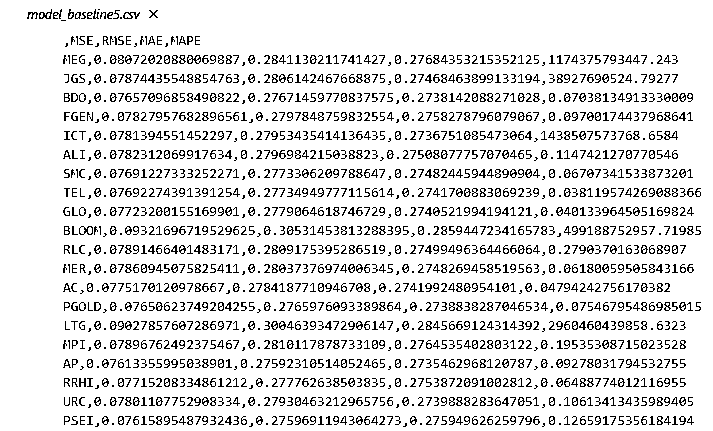 model_baseline5.csv ×
,MSE,RMSE,MAE,MAPE
MEG,0.08072020880069887,0.2841130211741427,0.27684353215352125,1174375793447.243
JGS,0.07874435548854763,0.2806142467668875,0.27468463899133194,38927690524.79277
BDO,0.07657096858490822,0.27671459770837575,0.2738142088271028,0.07038134913330009
FGEN,0.07827957682896561,0.2797848759832554,0.2758278796079067,0.09700174437968641
ICT,0.0781394551452297,0.27953435414136435,0.2736751085473064,1438507573768.6584
ALI,0.0782312069917634,0.2796984215038823,0.27508077757070465,0.1147421270770546
SMC,0.07691227333252271,0.2773306209788647,0.27482445944890904,0.06707341533873201
TEL,0.07692274391391254,0.27734949777115614,0.2741700883069239,0.038119574269088366
GLO,0.07723200155169901,0.2779064618746729,0.2740521994194121,0.040133964505169824
BLOOM,0.09321696719529625,0.30531453813288395,0.2859447234165783,499188752957.71985
RLC,0.07891466401483171,0.2809175395286519,0.27499496364466064,0.2790370163068907
MER,0.07860945075825411,0.28037376974006345,0.2748269458519563,0.06180059505843166
AC,0.0775170120978667,0.2784187710946708,0.2741992480954101,0.04794242756170382
PGOLD,0.07650623749204255,0.2765976093389864,0.2738838287046534,0.07546795486985015
LTG,0.09027857607286971,0.30046393472906147,0.2845669124314392,2960460439858.6323
MPI,0.07896762492375467,0.2810117878733109,0.2764535402803122,0.19535308715023528
AP,0.07613355995038901,0.27592310514052465,0.2735462968120787,0.09278031794532755
RRHI,0.07715208334861212,0.277762638503835,0.2753872091002812,0.06488774012116955
URC,0.07801107752908334,0.27930463212965756,0.2739888283647051,0.10613413435989405
PSEI,0.07615895487932436,0.27596911943064273,0.275949626259796,0.12659175356184194